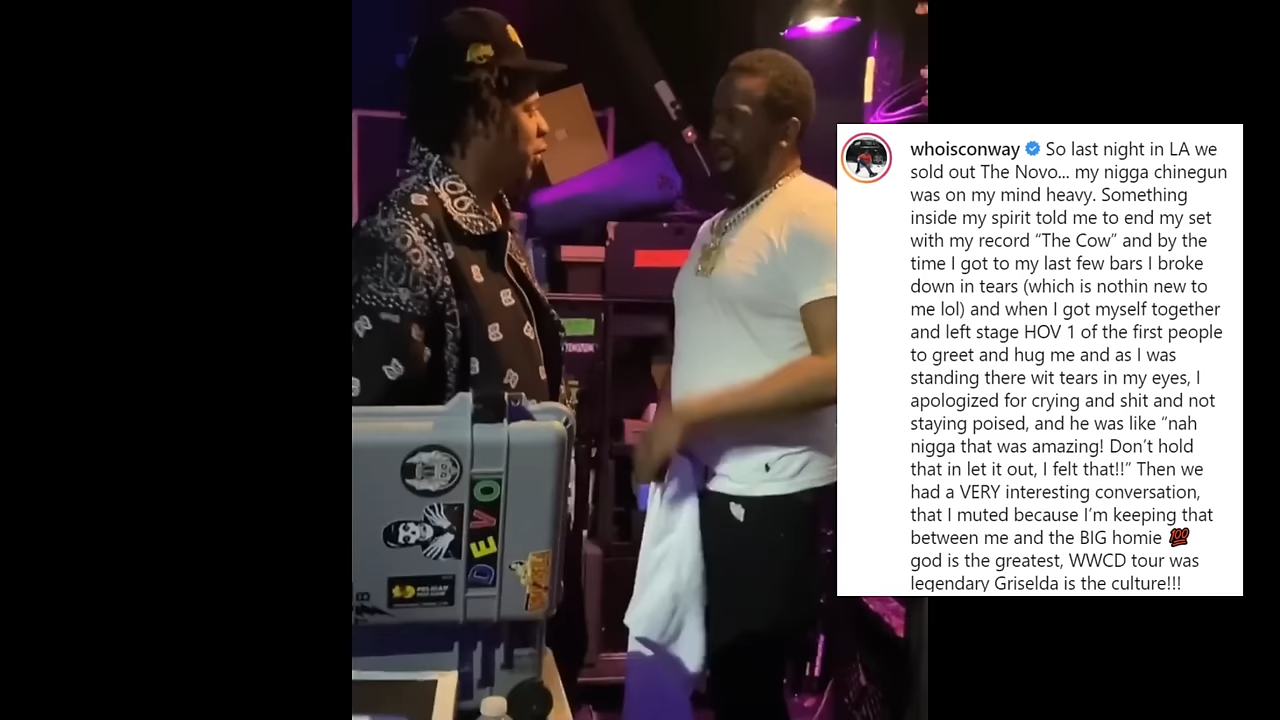 whoisconway So last night in LA we
sold out The Novo... my nigga chinegun
was on my mind heavy. Something
inside my spirit told me to end my set
with my record “The Cow” and by the
time I got to my last few bars I broke
down in tears (which is nothin new to
me lol) and when I got myself together
and left stage HOV 1 of the first people
to greet and hug me and as I was
standing there wit tears in my eyes, I
apologized for crying and shit and not
staying poised, and he was like “nah
nigga that was amazing! Don’t hold
that in let it out, I felt that!!” Then we
had a VERY interesting conversation,
that I muted because I’m keeping that
between me and the BIG homie 💯
god is the greatest, WWCD tour was
legendary Griselda is the culture!!!
DEVO
PELICAN